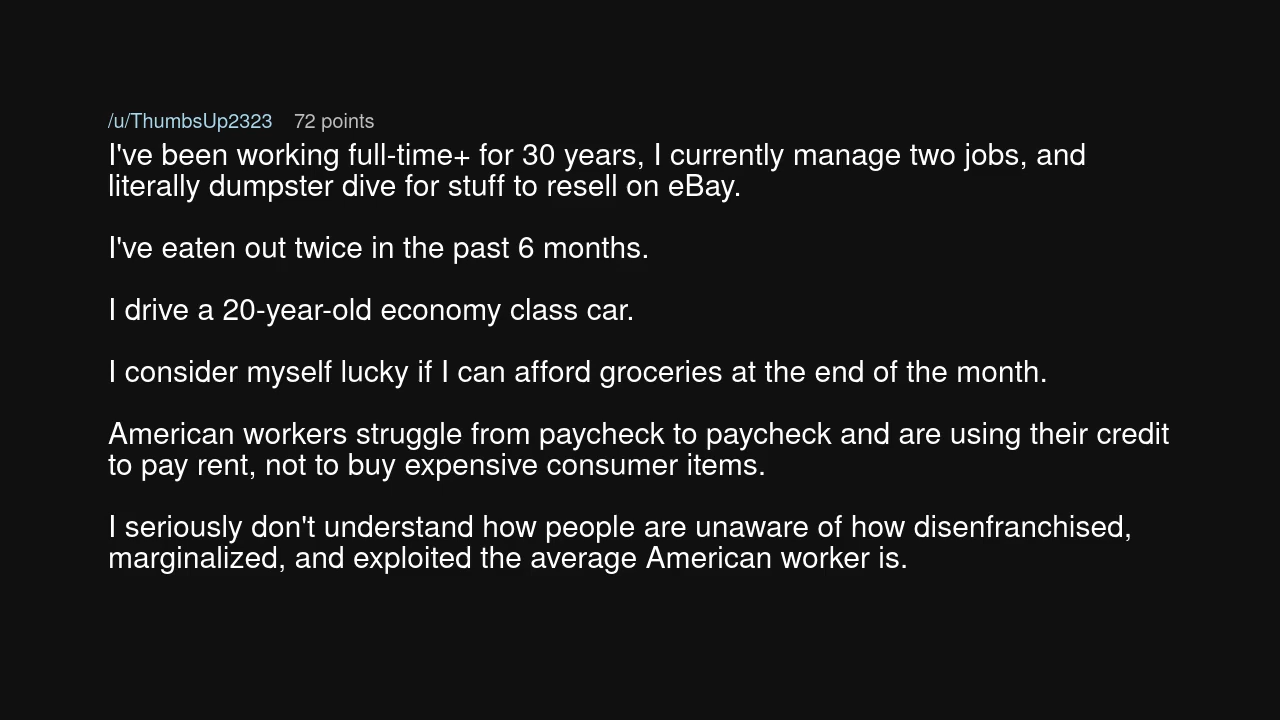 /u/ThumbsUp2323 72 points
I've been working full-time+ for 30 years, I currently manage two jobs, and
literally dumpster dive for stuff to resell on eBay.
I've eaten out twice in the past 6 months.
I drive a 20-year-old economy class car.
I consider myself lucky if I can afford groceries at the end of the month.
American workers struggle from paycheck to paycheck and are using their credit
to pay rent, not to buy expensive consumer items.
I seriously don't understand how people are unaware of how disenfranchised,
marginalized, and exploited the average American worker is.